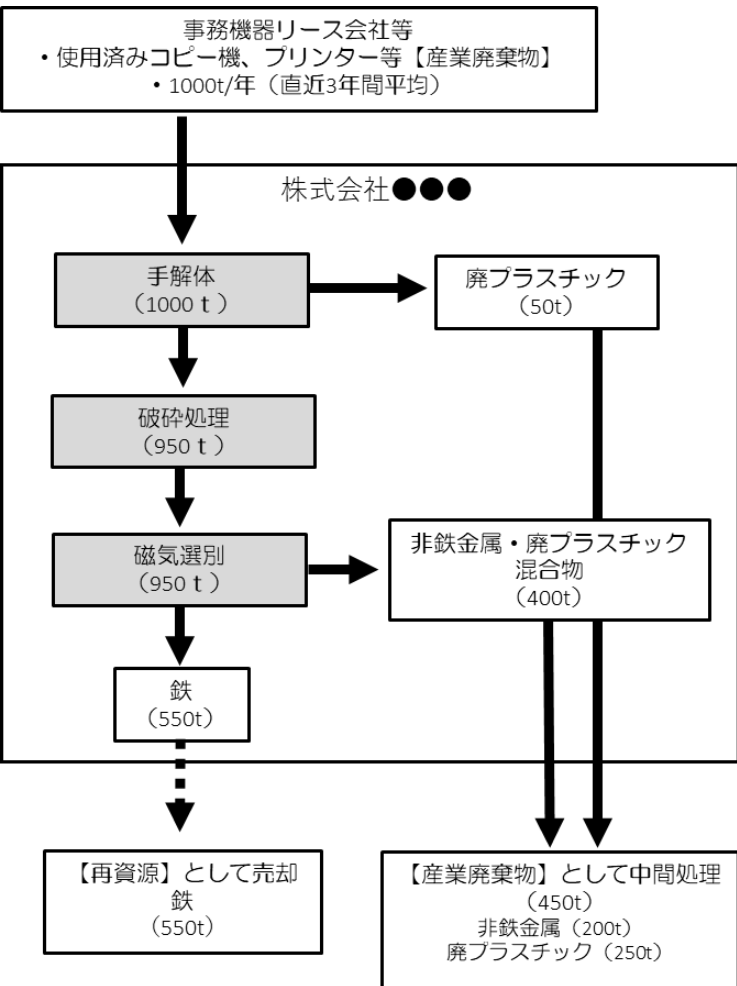 事務機器リース会社等
・使用済みコピー機、プリンター等【産業廃棄物】
・1000t/年（直近3年間平均）
株式会社●●●
手解体
（1000ｔ）
廃プラスチック
（50t）
破砕処理
（950ｔ）
磁気選別
（950ｔ）
非鉄金属・廃プラスチック
混合物
（400t）
鉄
（550t）
【再資源】として売却
鉄
（550t）
【産業廃棄物】として中間処理
（450t）
非鉄金属（200t）
廃プラスチック（250t）